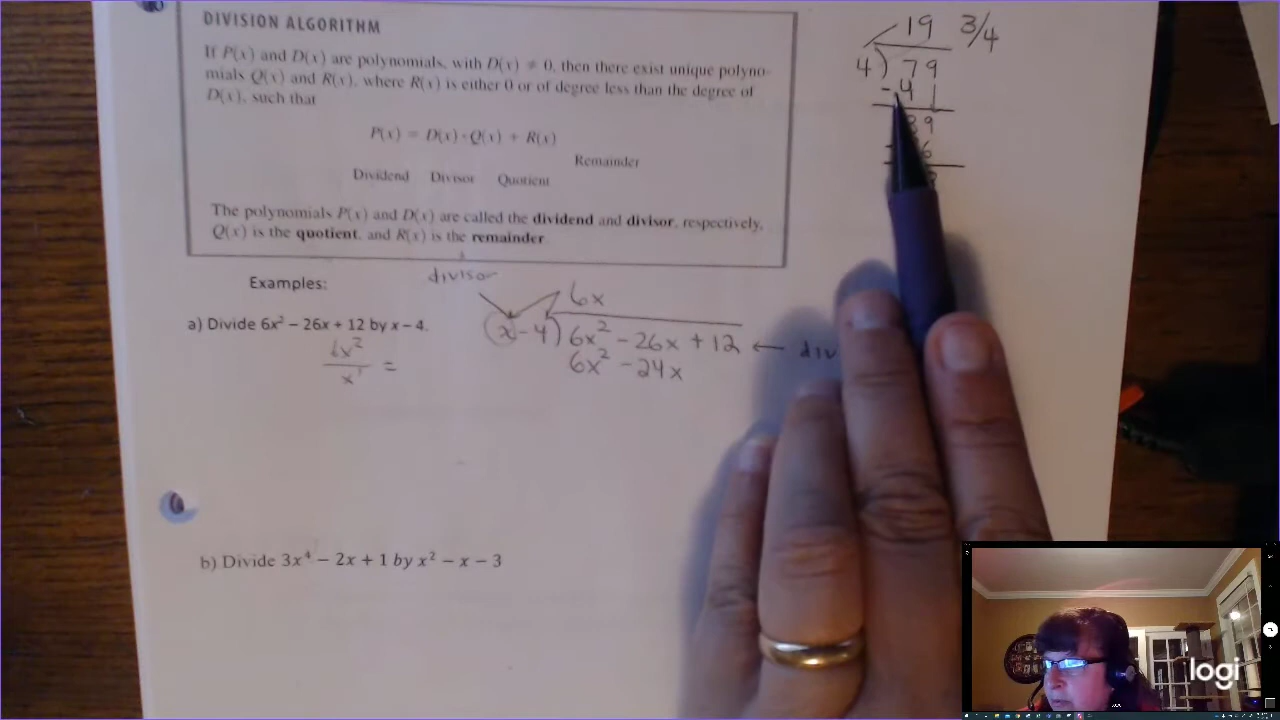 DIVISION ALGORITHM
If P(x) and D(x) are polynomials, with D(x) ≠ 0, then there exist unique polyno-
mials Q(x) and R(x), where R(x) is either 0 or of degree less than the degree of
D(x), such that
P(x) = D(x) · Q(x) + R(x)
Remainder
Dividend Divisor Quotient
The polynomials P(x) and D(x) are called the dividend and divisor, respectively,
Q(x) is the quotient, and R(x) is the remainder
19 3/4
4) 79
- 4
39
6
Examples:
divisor
6x
a) Divide 6x² – 26x + 12 by x – 4.
x - 4) 6x² - 26x + 12 ← div
6x² - 24x
6x²
x¹ =
b) Divide 3x⁴ – 2x + 1 by x² – x – 3
logi